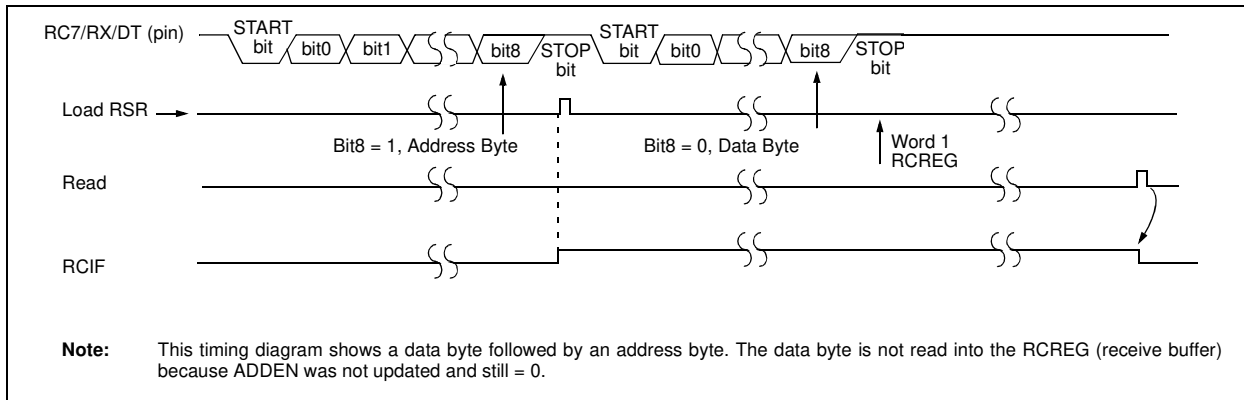 RC7/RX/DT (pin)
START
bit
bit0
bit1
bit8
STOP
bit
START
bit
bit0
bit8
STOP
bit
Load RSR
Bit8 = 1, Address Byte
Bit8 = 0, Data Byte
Word 1
RCREG
Read
RCIF
Note: This timing diagram shows a data byte followed by an address byte. The data byte is not read into the RCREG (receive buffer)
because ADDEN was not updated and still = 0.